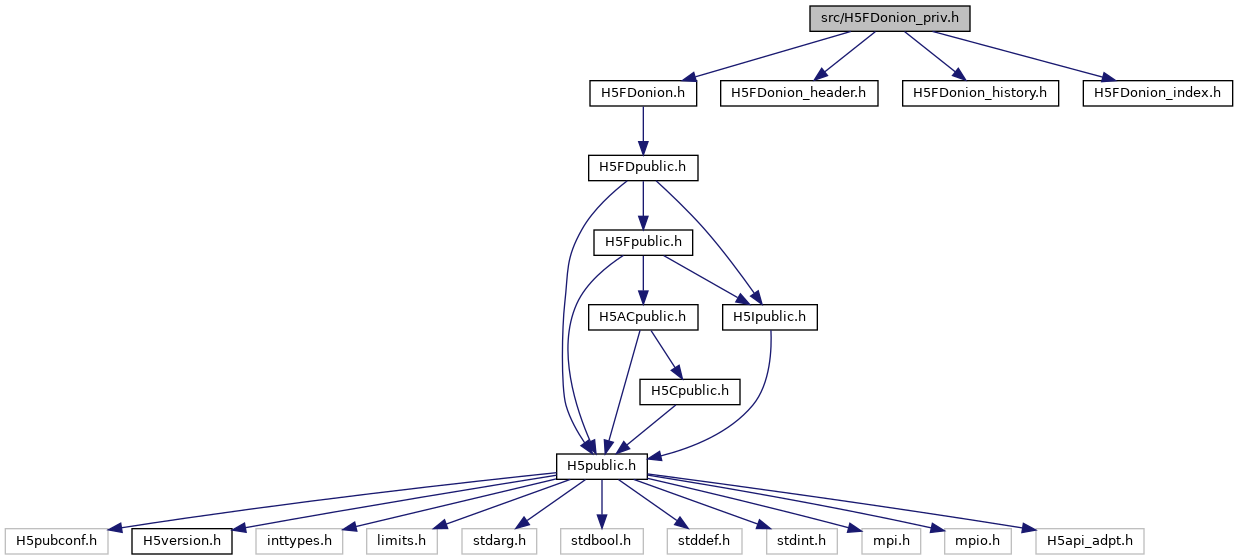 src/H5FDonion_priv.h
H5FDonion.h
H5FDonion_header.h
H5FDonion_history.h
H5FDonion_index.h
H5FDpublic.h
H5Fpublic.h
H5ACpublic.h
H5Ipublic.h
H5Cpublic.h
H5public.h
H5pubconf.h
H5version.h
inttypes.h
limits.h
stdarg.h
stdbool.h
stddef.h
stdint.h
mpi.h
mpio.h
H5api_adpt.h